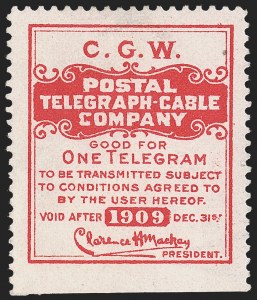 C. G. W.
POSTAL
TELEGRAPH-CABLE
COMPANY
GOOD FOR
ONE TELEGRAM
TO BE TRANSMITTED SUBJECT
TO CONDITIONS AGREED TO
BY THE USER HEREOF.
VOID AFTER 1909 DEC. 31ST
Clarence H Mackay
PRESIDENT.